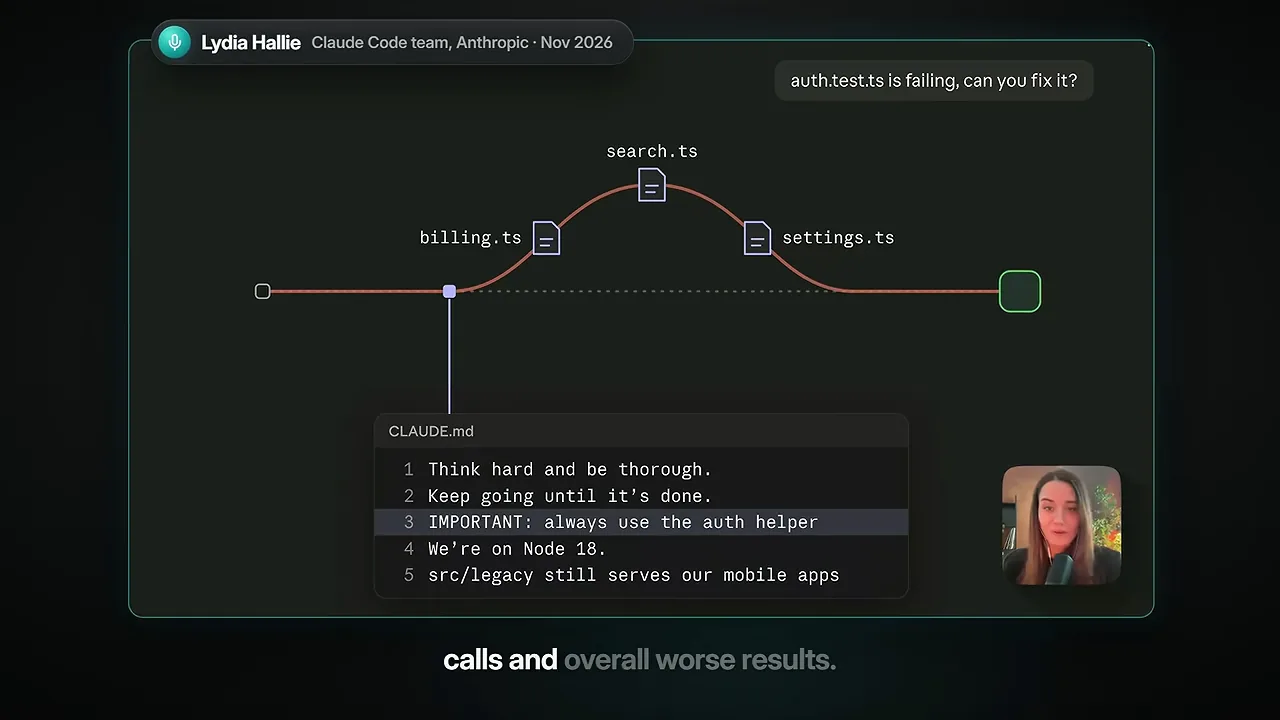 Lydia Hallie Claude Code team, Anthropic · Nov 2026
auth.test.ts is failing, can you fix it?
search.ts
billing.ts
settings.ts
CLAUDE.md
1 Think hard and be thorough.
2 Keep going until it’s done.
3 IMPORTANT: always use the auth helper
4 We’re on Node 18.
5 src/legacy still serves our mobile apps
calls and overall worse results.